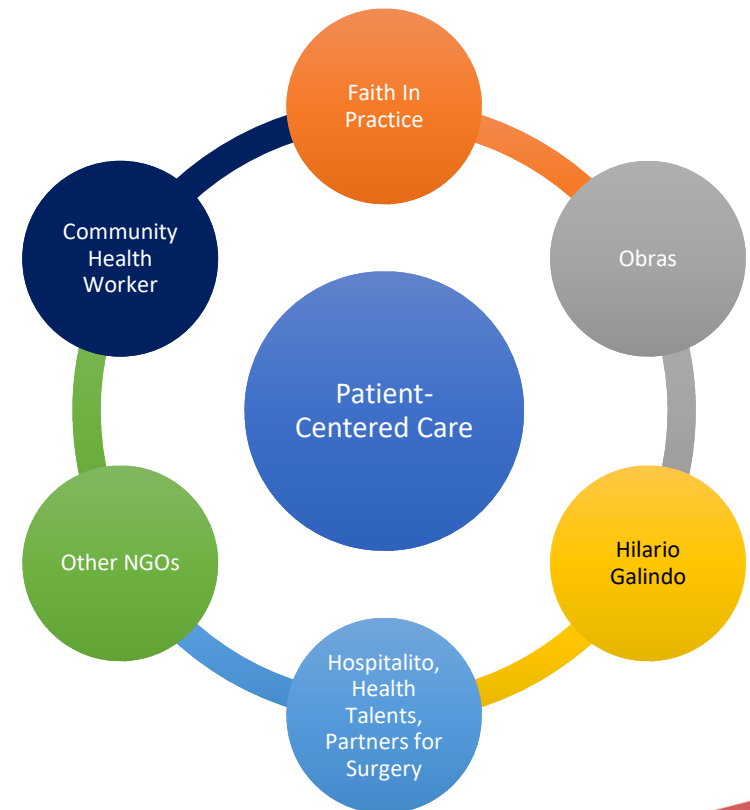 Faith In
Practice
Obras
Hilario
Galindo
Hospitalito,
Health
Talents,
Partners for
Surgery
Other NGOs
Community
Health
Worker
Patient-
Centered Care